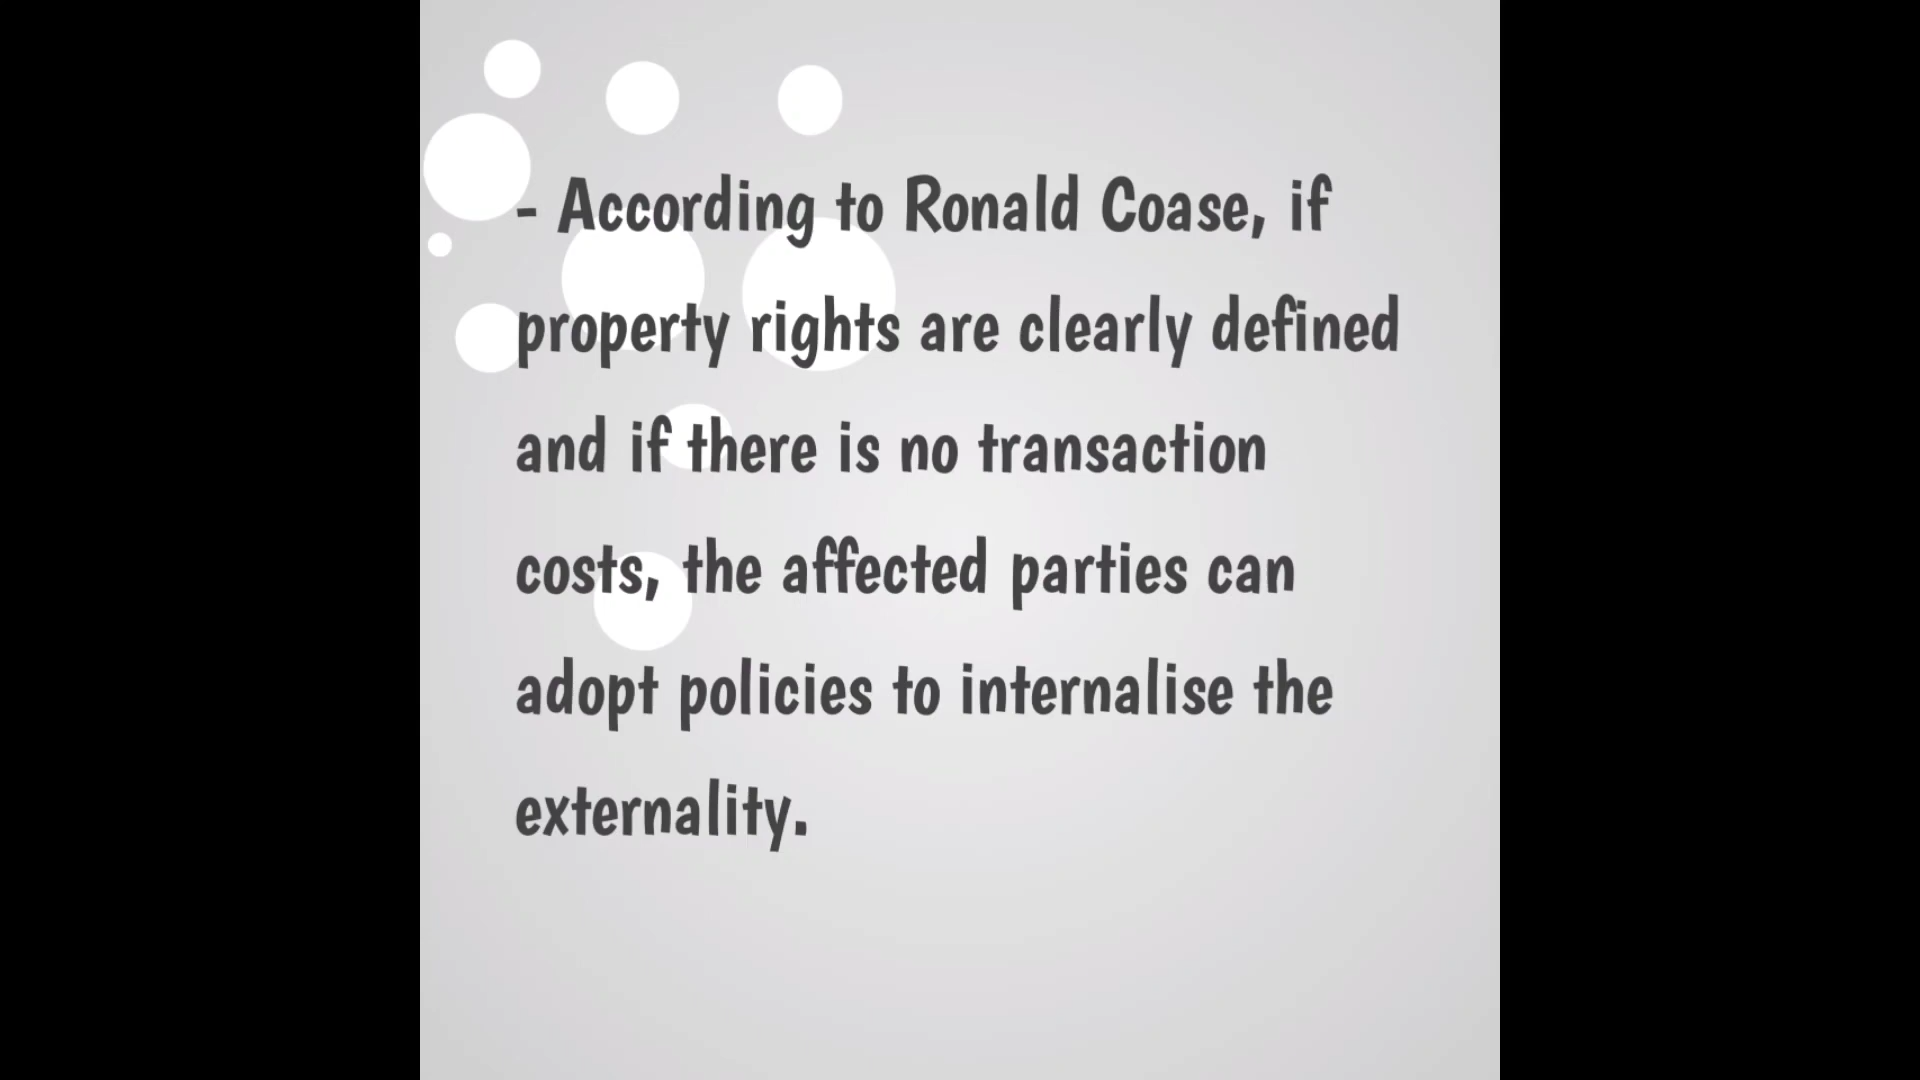 - According to Ronald Coase, if
property rights are clearly defined
and if there is no transaction
costs, the affected parties can
adopt policies to internalise the
externality.